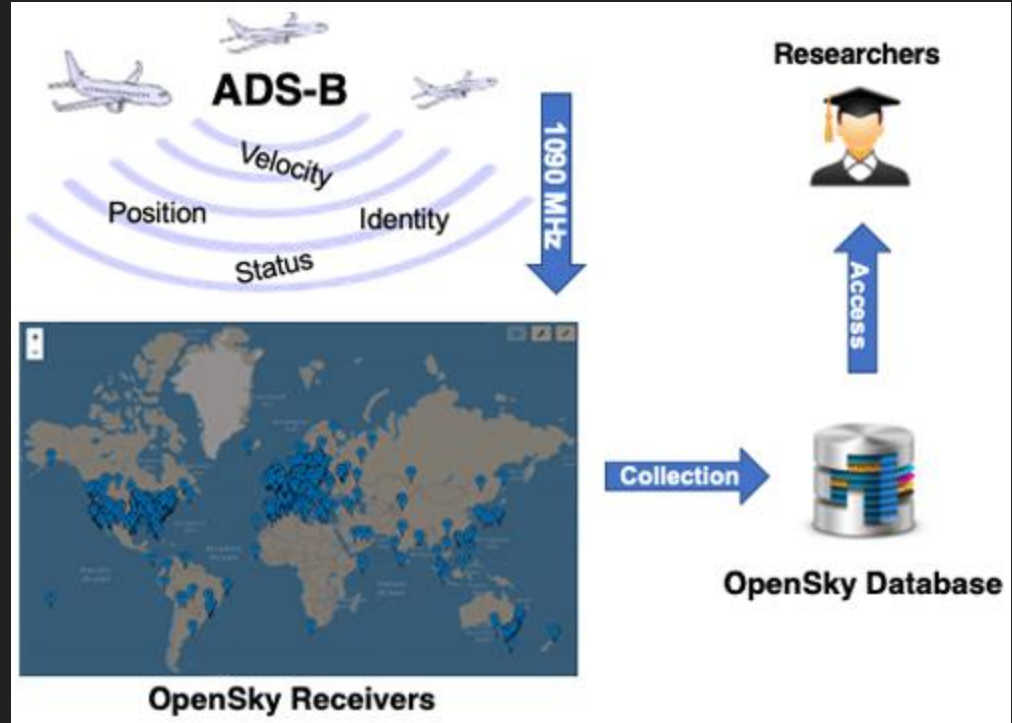 ADS-B
Velocity
Position
Identity
Status
1090 MHz
Researchers
Access
+
-
Collection
OpenSky Database
OpenSky Receivers